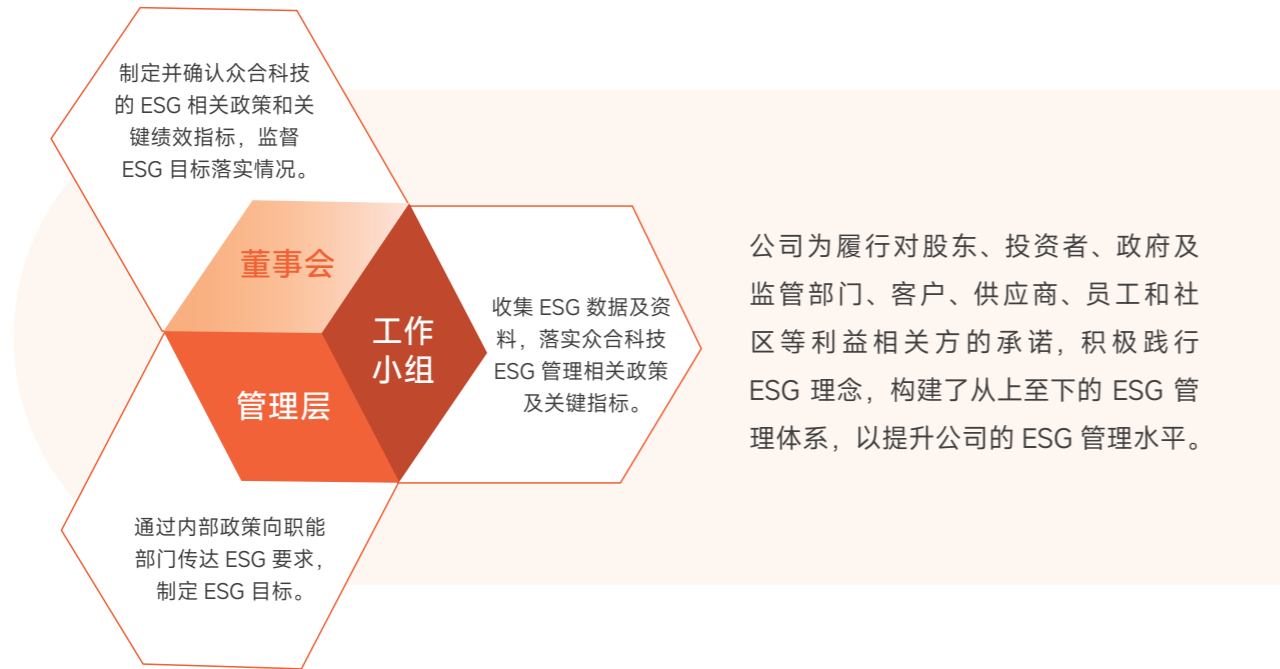 制定并确认众合科技
的 ESG 相关政策和关
键绩效指标，监督
ESG 目标落实情况。
董事会
工作
小组
收集 ESG 数据及资
料，落实众合科技
ESG 管理相关政策
及关键指标。
管理层
通过内部政策向职能
部门传达 ESG 要求，
制定 ESG 目标。
公司为履行对股东、投资者、政府及
监管部门、客户、供应商、员工和社
区等利益相关方的承诺，积极践行
ESG 理念，构建了从上至下的 ESG 管
理体系，以提升公司的 ESG 管理水平。